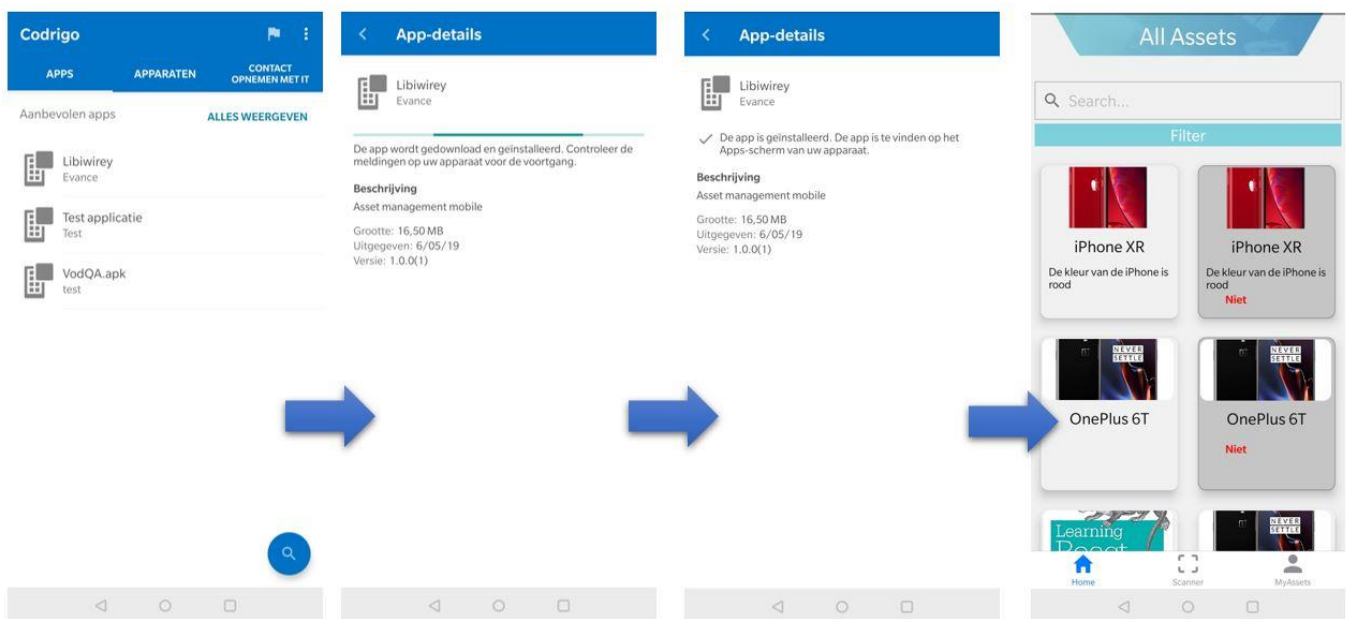 Codrigo
APPS
APPARATEN
CONTACT
OPNEMEN MET IT
Aanbevolen apps
ALLES WEERGEVEN
Libiwirey
Evance
Test applicatie
Test
VodQA.apk
test
App-details
Libiwirey
Evance
De app wordt gedownload en geïnstalleerd. Controleer de
meldingen op uw apparaat voor de voortgang.
Beschrijving
Asset management mobile
Grootte: 16,50 MB
Uitgegeven: 6/05/19
Versie: 1.0.0(1)
App-details
Libiwirey
Evance
De app is geïnstalleerd. De app is te vinden op het
Apps-scherm van uw apparaat.
Beschrijving
Asset management mobile
Grootte: 16,50 MB
Uitgegeven: 6/05/19
Versie: 1.0.0(1)
All Assets
Search...
Filter
iPhone XR
De kleur van de iPhone is
rood
iPhone XR
De kleur van de iPhone is
rood
Niet
NEVER
SETTLE
OnePlus 6T
NEVER
SETTLE
OnePlus 6T
Niet
Learning
NEVER
SETTLE
Home
Scanner
MyAssets